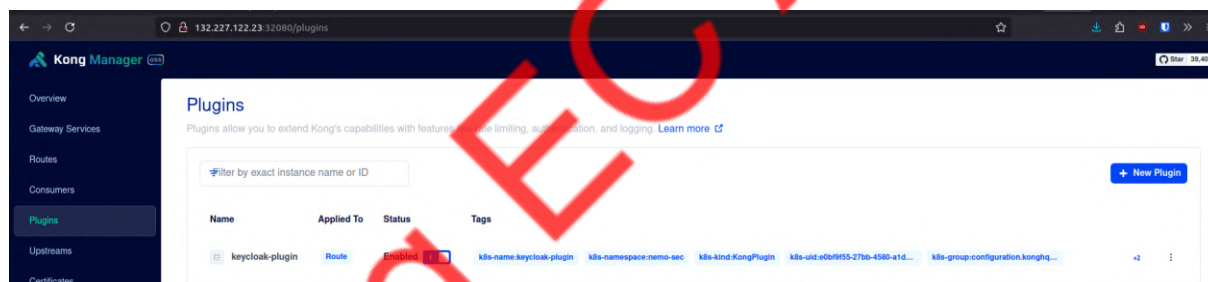 132.227.122.23:32080/plugins
Kong Manager OSS
Star 39,40
Overview
Gateway Services
Routes
Consumers
Plugins
Upstreams
Certificates
Plugins
Plugins allow you to extend Kong's capabilities with features like rate limiting, authentication, and logging. Learn more
Filter by exact instance name or ID
+ New Plugin
Name Applied To Status Tags
keycloak-plugin Route Enabled k8s-name:keycloak-plugin k8s-namespace:nemo-sec k8s-kind:KongPlugin k8s-uid:e0bf9f55-27bb-4580-a1d... k8s-group:configuration.konghq... +2